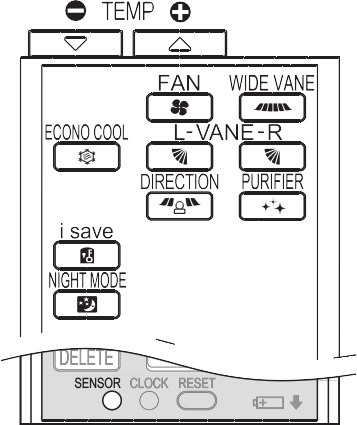 TEMP
FAN WIDE VANE
ECONO COOL L-VANE-R
DIRECTION PURIFIER
i save
NIGHT MODE
DELETE
SENSOR CLOCK RESET